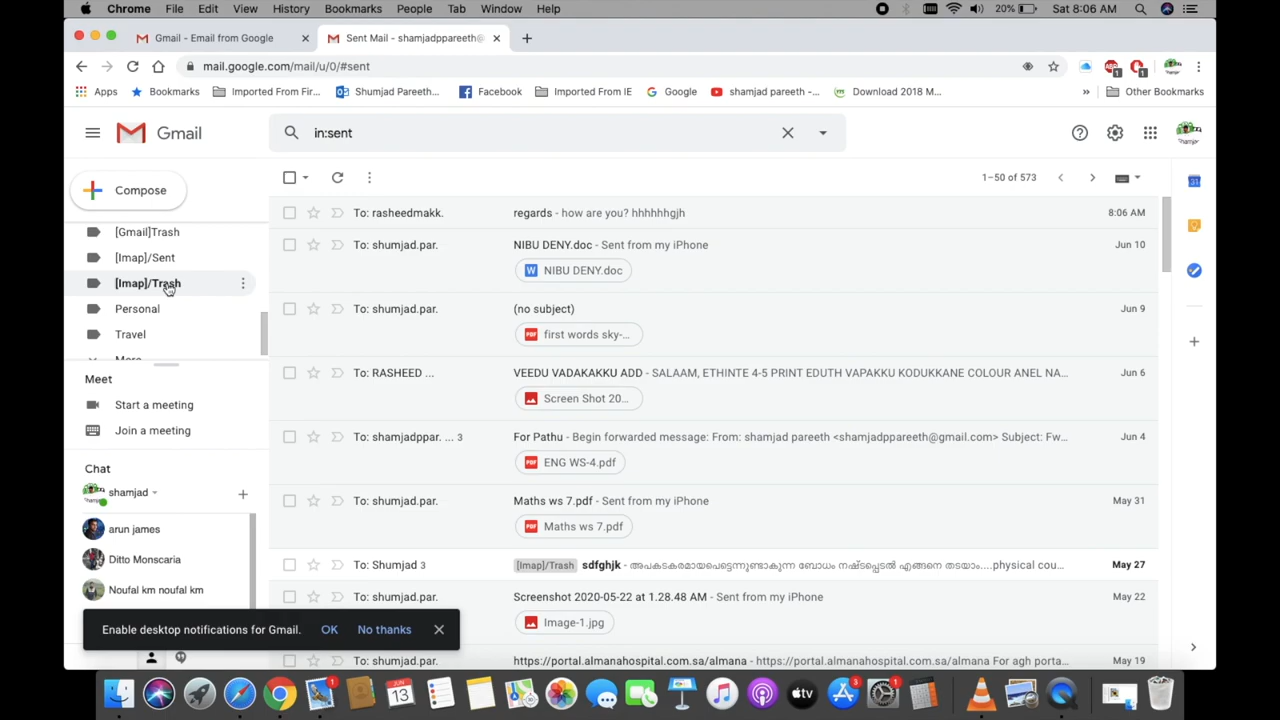 Chrome File Edit View History Bookmarks People Tab Window Help 20% Sat 8:06 AM
Gmail - Email from Google Sent Mail - shamjadppareeth@
mail.google.com/mail/u/0/#sent
Apps Bookmarks Imported From Fir... Shumjad Pareeth... Facebook Imported From IE Google shamjad pareeth -... Download 2018 M... » Other Bookmarks
Gmail in:sent
Compose 1–50 of 573
[Gmail]Trash
[Imap]/Sent
[Imap]/Trash
Personal
Travel
More
Meet
Start a meeting
Join a meeting
Chat
shamjad
arun james
Ditto Monscaria
Noufal km noufal km
To: rasheedmakk. regards - how are you? hhhhhgjh 8:06 AM
To: shumjad.par. NIBU DENY.doc - Sent from my iPhone Jun 10
W NIBU DENY.doc
To: shumjad.par. (no subject) Jun 9
PDF first words sky-...
To: RASHEED ... VEEDU VADAKAKKU ADD - SALAAM, ETHINTE 4-5 PRINT EDUTH VAPAKKU KODUKKANE COLOUR ANEL NA... Jun 6
Screen Shot 20...
To: shamjadppar. ... 3 For Pathu - Begin forwarded message: From: shamjad pareeth <shamjadppareeth@gmail.com> Subject: Fw... Jun 4
PDF ENG WS-4.pdf
To: shumjad.par. Maths ws 7.pdf - Sent from my iPhone May 31
PDF Maths ws 7.pdf
To: Shumjad 3 [Imap]/Trash sdfghjk - അപകടകരമായപെട്ടെന്നുണ്ടാകുന്ന ബോധം നഷ്ടപ്പെടൽ എങ്ങനെ തടയാം....physical cou... May 27
To: shumjad.par. Screenshot 2020-05-22 at 1.28.48 AM - Sent from my iPhone May 22
Image-1.jpg
To: shumjad.par. https://portal.almanahospital.com.sa/almana - https://portal.almanahospital.com.sa/almana For agh porta... May 19
Enable desktop notifications for Gmail. OK No thanks